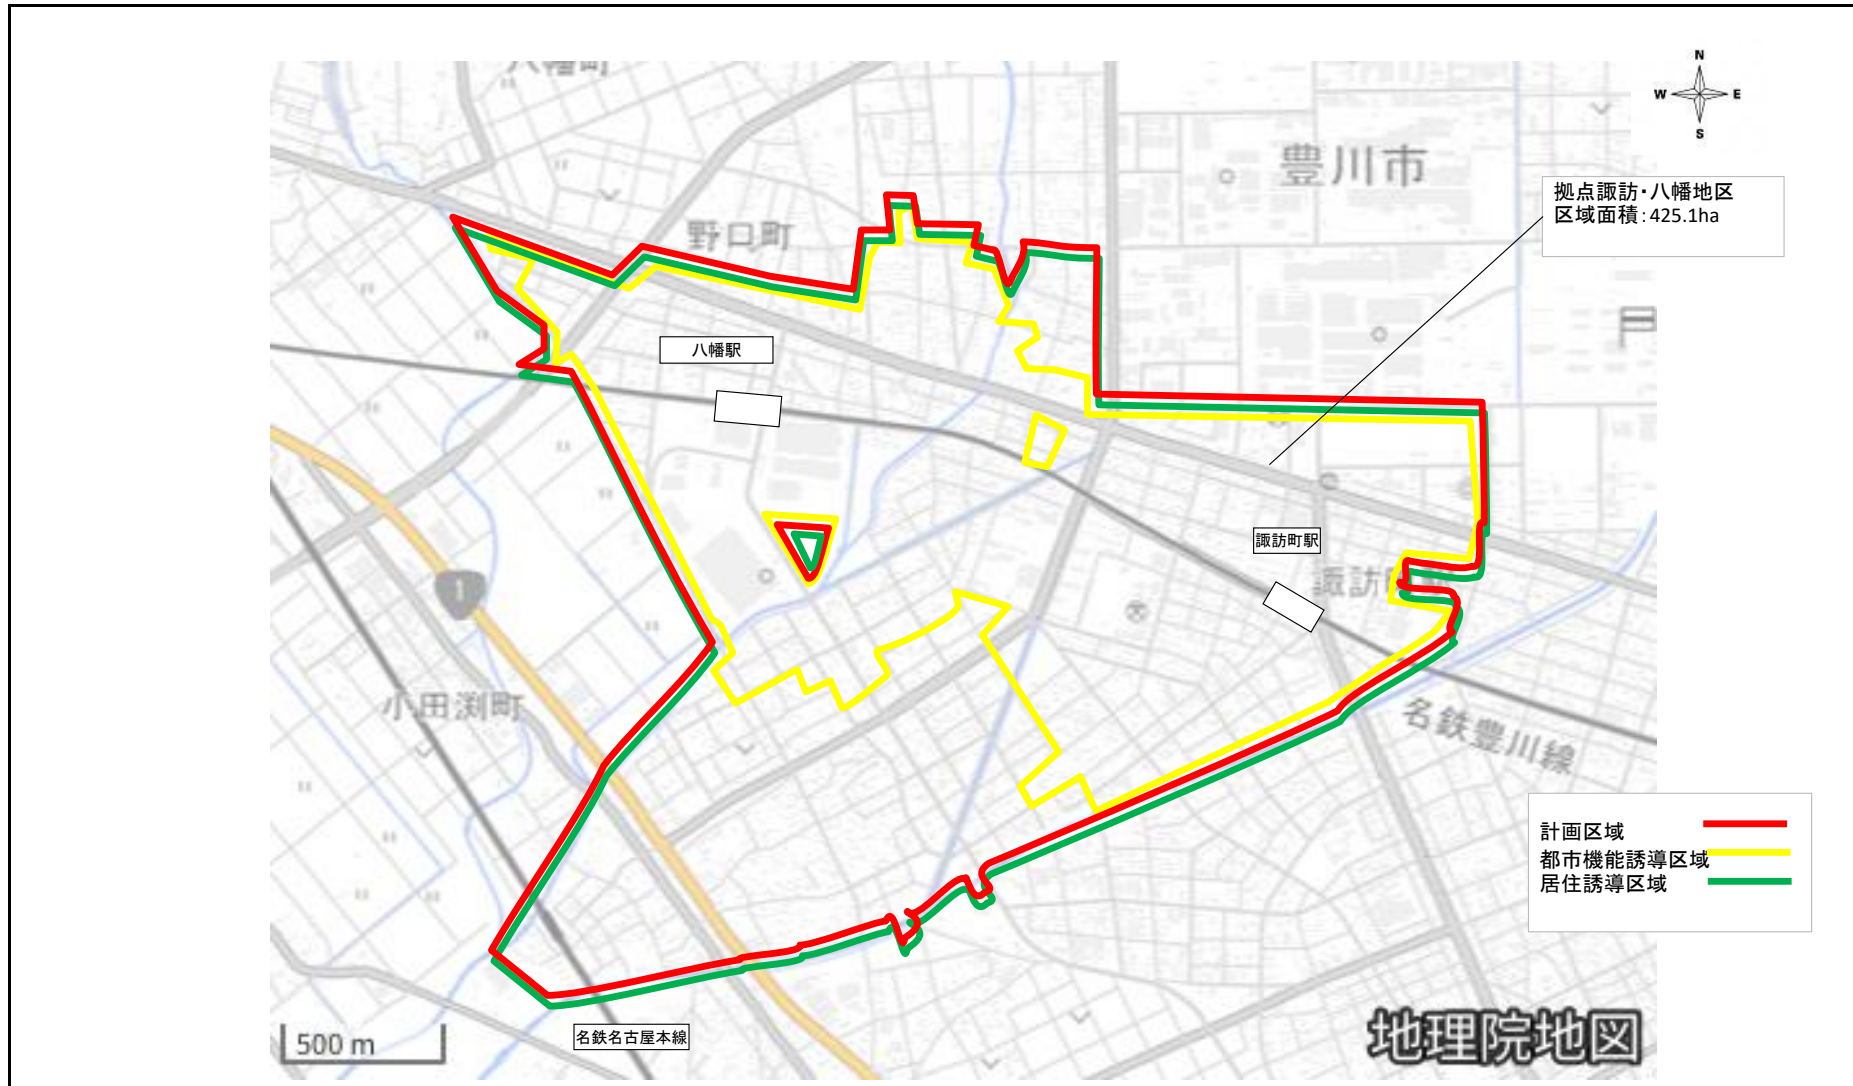 八幡町
N
W
E
S
豊川市
拠点諏訪・八幡地区
区域面積：425.1ha
野口町
八幡駅
諏訪町駅
1
小田渕町
名鉄豊川線
計画区域
都市機能誘導区域
居住誘導区域
500 m
名鉄名古屋本線
地理院地図